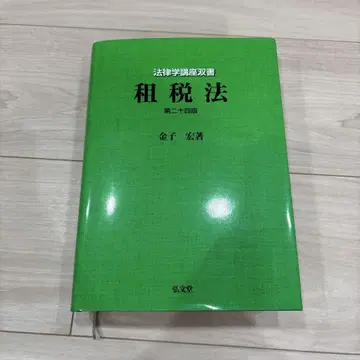 法律学講座双書
租税法
第二十四版
金子 宏著
弘文堂